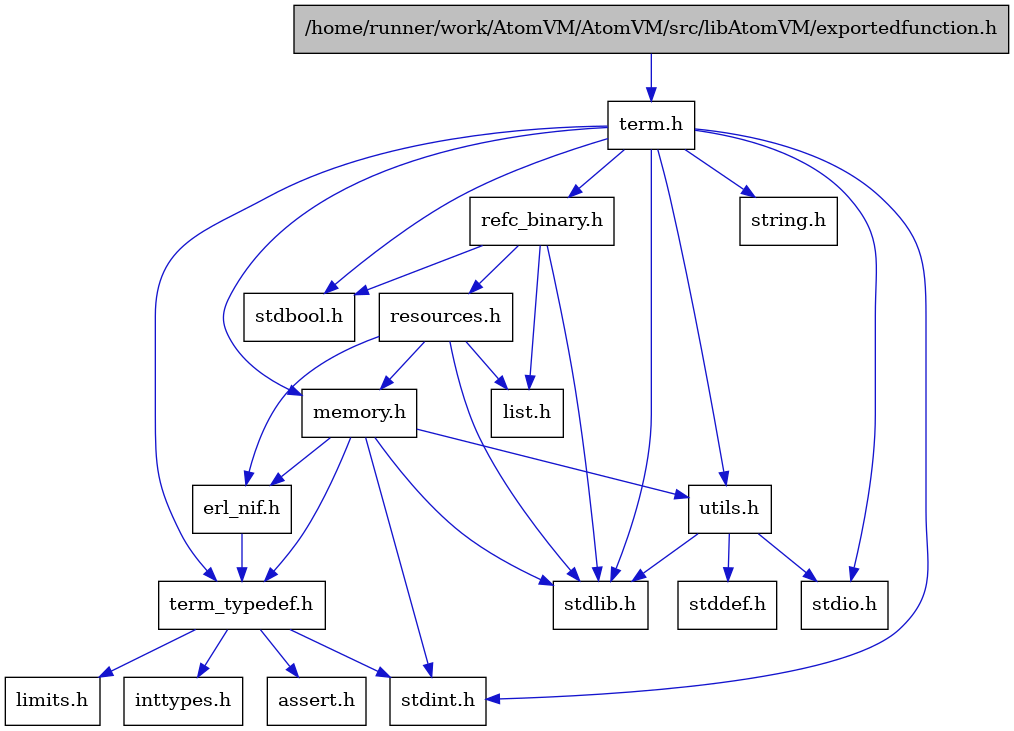 /home/runner/work/AtomVM/AtomVM/src/libAtomVM/exportedfunction.h
term.h
refc_binary.h
string.h
stdbool.h
resources.h
memory.h
list.h
erl_nif.h
utils.h
term_typedef.h
stdlib.h
stddef.h
stdio.h
limits.h
inttypes.h
assert.h
stdint.h